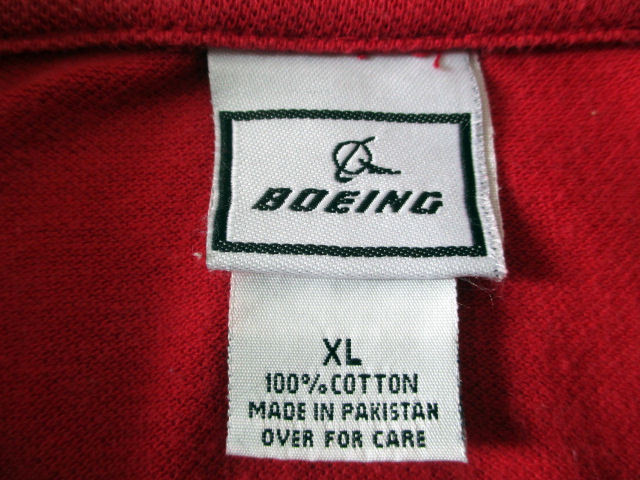 BOEING
XL
100% COTTON
MADE IN PAKISTAN
OVER FOR CARE